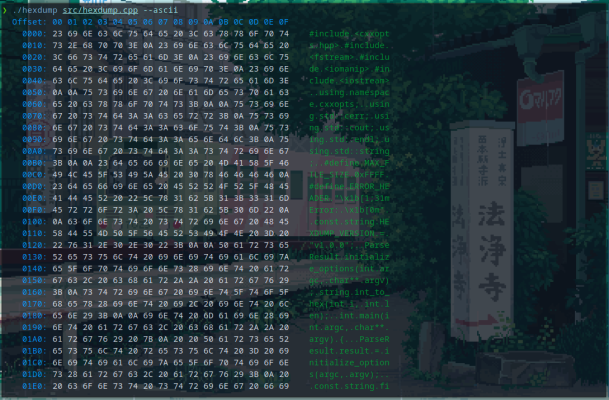 ❯ ./hexdump src/hexdump.cpp --ascii
Offset: 00 01 02 03 04 05 06 07 08 09 0A 0B 0C 0D 0E 0F
0000: 23 69 6E 63 6C 75 64 65 20 3C 63 78 78 6F 70 74 #include.<cxxopt
0010: 73 2E 68 70 70 3E 0A 23 69 6E 63 6C 75 64 65 20 s.hpp>.#include.
0020: 3C 66 73 74 72 65 61 6D 3E 0A 23 69 6E 63 6C 75 <fstream>.#inclu
0030: 64 65 20 3C 69 6F 6D 61 6E 69 70 3E 0A 23 69 6E de.<iomanip>.#in
0040: 63 6C 75 64 65 20 3C 69 6F 73 74 72 65 61 6D 3E clude.<iostream>
0050: 0A 0A 75 73 69 6E 67 20 6E 61 6D 65 73 70 61 63 ..using.namespac
0060: 65 20 63 78 78 6F 70 74 73 3B 0A 0A 75 73 69 6E e.cxxopts;..usin
0070: 67 20 73 74 64 3A 3A 63 65 72 72 3B 0A 75 73 69 g.std::cerr;.usi
0080: 6E 67 20 73 74 64 3A 3A 63 6F 75 74 3B 0A 75 73 ng.std::cout;.us
0090: 69 6E 67 20 73 74 64 3A 3A 65 6E 64 6C 3B 0A 75 ing.std::endl;.u
00A0: 73 69 6E 67 20 73 74 64 3A 3A 73 74 72 69 6E 67 sing.std::string
00B0: 3B 0A 0A 23 64 65 66 69 6E 65 20 4D 41 58 5F 46 ;..#define.MAX_F
00C0: 49 4C 45 5F 53 49 5A 45 20 30 78 46 46 46 46 0A ILE_SIZE.0xFFFF.
00D0: 23 64 65 66 69 6E 65 20 45 52 52 4F 52 5F 48 45 #define.ERROR_HE
00E0: 41 44 45 52 20 22 5C 78 31 62 5B 31 3B 33 31 6D ADER."\x1b[1;31m
00F0: 45 72 72 6F 72 3A 20 5C 78 31 62 5B 30 6D 22 0A Error:.\x1b[0m".
0100: 0A 63 6F 6E 73 74 20 73 74 72 69 6E 67 20 48 45 .const.string.HE
0110: 58 44 55 4D 50 5F 56 45 52 53 49 4F 4E 20 3D 20 XDUMP_VERSION.=.
0120: 22 76 31 2E 30 2E 30 22 3B 0A 0A 50 61 72 73 65 "v1.0.0";..Parse
0130: 52 65 73 75 6C 74 20 69 6E 69 74 69 61 6C 69 7A Result.initializ
0140: 65 5F 6F 70 74 69 6F 6E 73 28 69 6E 74 20 61 72 e_options(int.ar
0150: 67 63 2C 20 63 68 61 72 2A 2A 20 61 72 67 76 29 gc,.char**.argv)
0160: 3B 0A 73 74 72 69 6E 67 20 69 6E 74 5F 74 6F 5F ;.string.int_to_
0170: 68 65 78 28 69 6E 74 20 69 2C 20 69 6E 74 20 6C hex(int.i,.int.l
0180: 65 6E 29 3B 0A 0A 69 6E 74 20 6D 61 69 6E 28 69 en);..int.main(i
0190: 6E 74 20 61 72 67 63 2C 20 63 68 61 72 2A 2A 20 nt.argc,.char**.
01A0: 61 72 67 76 29 20 7B 0A 20 20 50 61 72 73 65 52 argv).{...ParseR
01B0: 65 73 75 6C 74 20 72 65 73 75 6C 74 20 3D 20 69 esult.result.=.i
01C0: 6E 69 74 69 61 6C 69 7A 65 5F 6F 70 74 69 6F 6E nitialize_option
01D0: 73 28 61 72 67 63 2C 20 61 72 67 76 29 3B 0A 20 s(argc,.argv);..
01E0: 20 63 6F 6E 73 74 20 73 74 72 69 6E 67 20 66 69 .const.string.fi
法浄寺